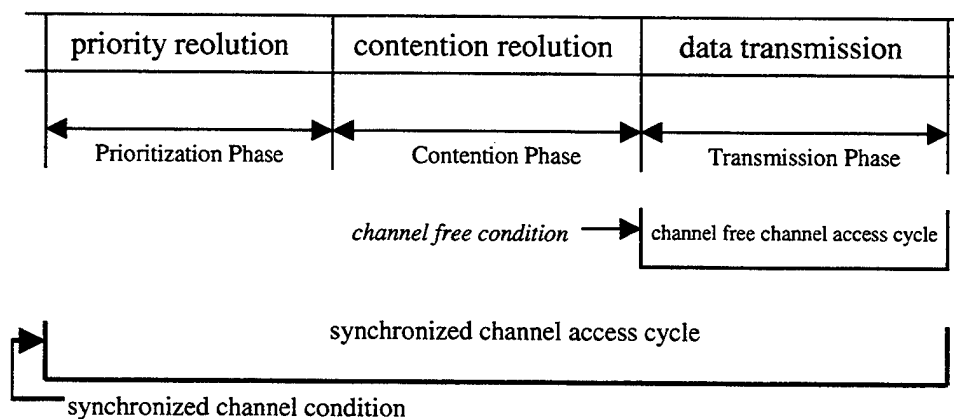 priority reolution contention reolution data transmission
Prioritization Phase Contention Phase Transmission Phase
channel free condition channel free channel access cycle
synchronized channel access cycle
synchronized channel condition